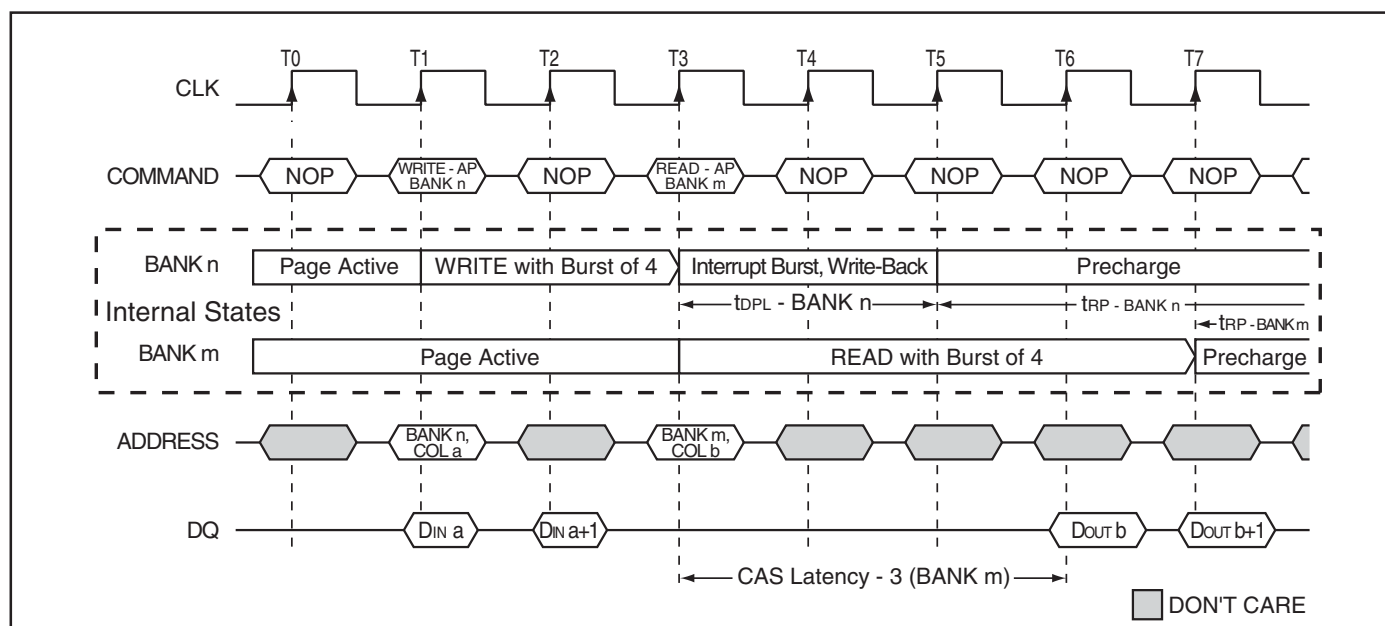 T0 T1 T2 T3 T4 T5 T6 T7
CLK
COMMAND NOP WRITE - AP BANK n NOP READ - AP BANK m NOP NOP NOP NOP
BANK n Page Active WRITE with Burst of 4 Interrupt Burst, Write-Back Precharge
tDPL - BANK n tRP - BANK n
Internal States
tRP - BANK m
BANK m Page Active READ with Burst of 4 Precharge
ADDRESS BANK n, COL a BANK m, COL b
DQ DIN a DIN a+1 DOUT b DOUT b+1
CAS Latency - 3 (BANK m)
DON'T CARE